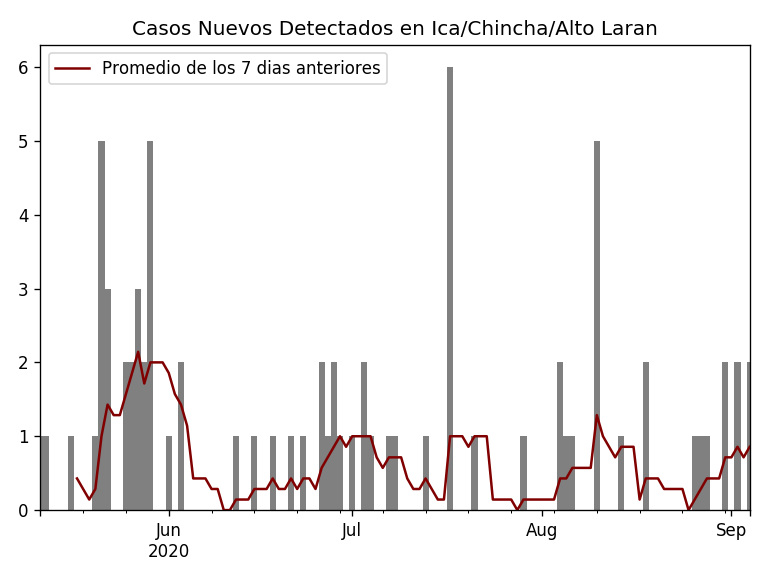 Casos Nuevos Detectados en Ica/Chincha/Alto Laran
Promedio de los 7 dias anteriores
6
5
4
3
2
1
0
Jun
2020
Jul
Aug
Sep